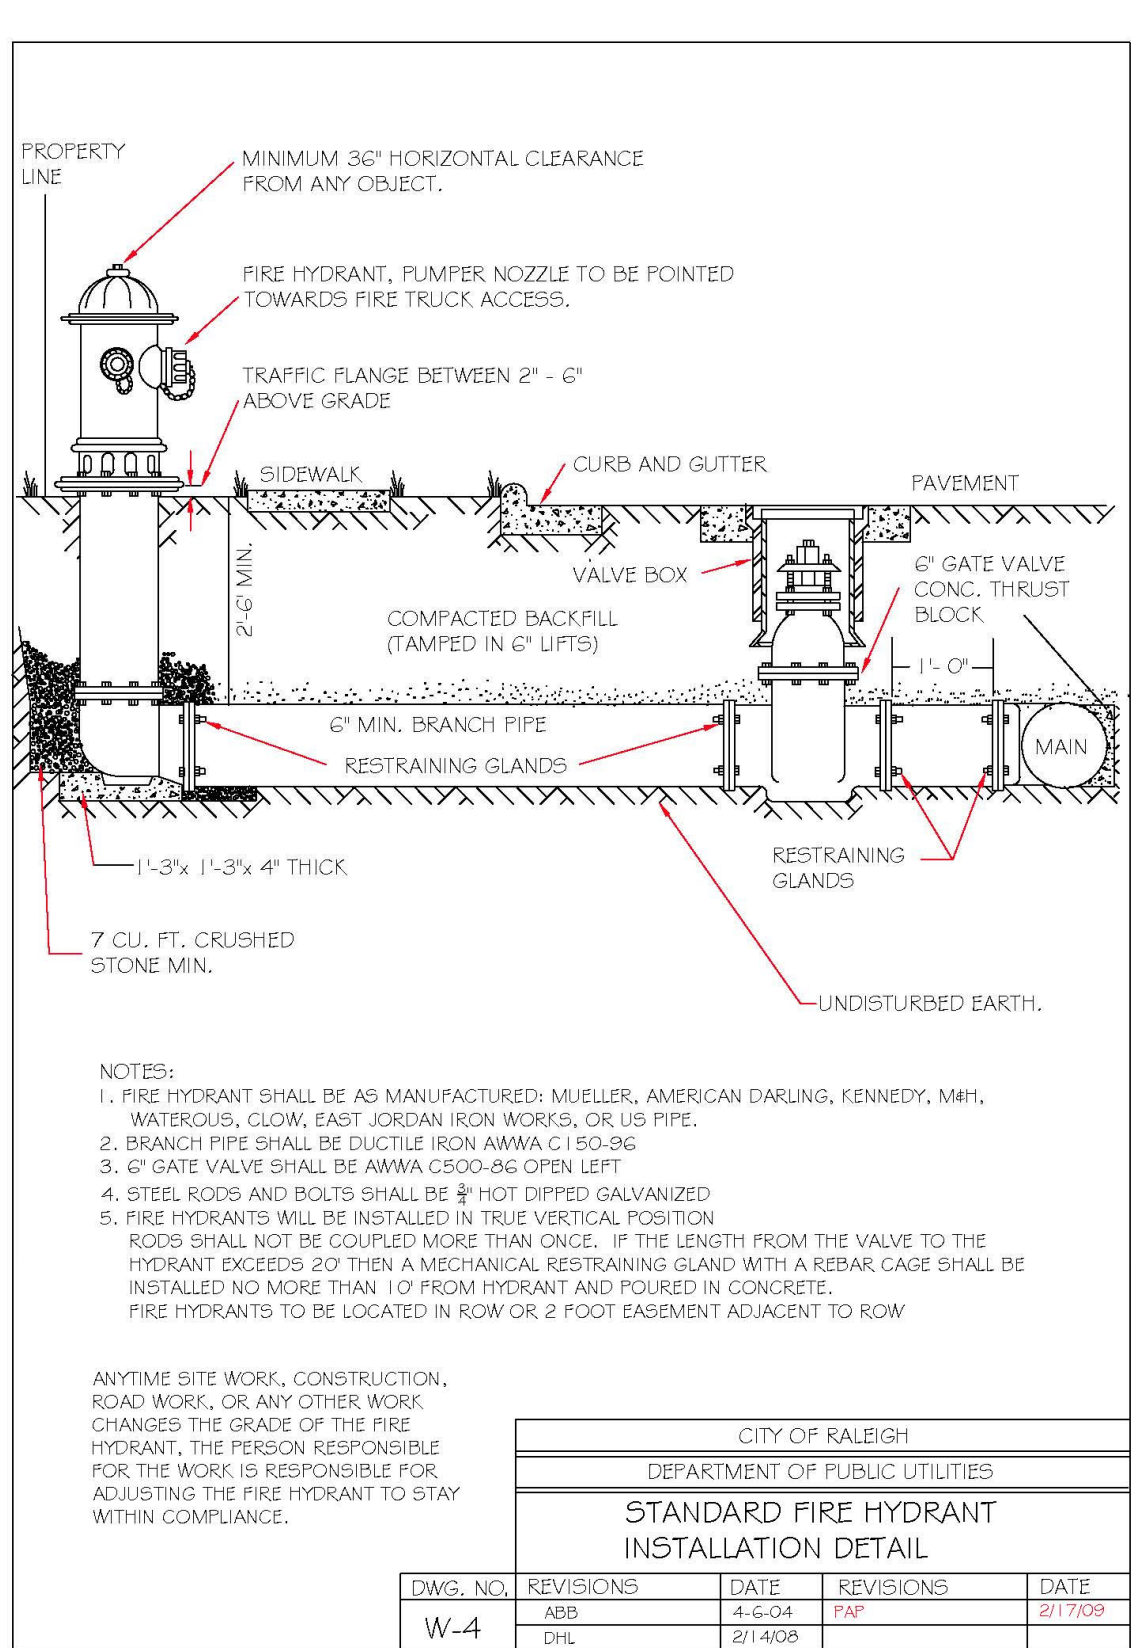 PROPERTY
LINE
MINIMUM 36" HORIZONTAL CLEARANCE
FROM ANY OBJECT.
FIRE HYDRANT, PUMPER NOZZLE TO BE POINTED
TOWARDS FIRE TRUCK ACCESS.
TRAFFIC FLANGE BETWEEN 2" - 6"
ABOVE GRADE
SIDEWALK
CURB AND GUTTER
PAVEMENT
2'-6' MIN.
COMPACTED BACKFILL
(TAMPED IN 6" LIFTS)
VALVE BOX
6" GATE VALVE
CONC. THRUST
BLOCK
1'- 0"
6" MIN. BRANCH PIPE
RESTRAINING GLANDS
MAIN
RESTRAINING
GLANDS
1'-3"x 1'-3"x 4" THICK
7 CU. FT. CRUSHED
STONE MIN.
UNDISTURBED EARTH.
NOTES:
1. FIRE HYDRANT SHALL BE AS MANUFACTURED: MUELLER, AMERICAN DARLING, KENNEDY, M&H,
WATEROUS, CLOW, EAST JORDAN IRON WORKS, OR US PIPE.
2. BRANCH PIPE SHALL BE DUCTILE IRON AWWA C150-96
3. 6" GATE VALVE SHALL BE AWWA C500-86 OPEN LEFT
4. STEEL RODS AND BOLTS SHALL BE 3/4" HOT DIPPED GALVANIZED
5. FIRE HYDRANTS WILL BE INSTALLED IN TRUE VERTICAL POSITION
RODS SHALL NOT BE COUPLED MORE THAN ONCE. IF THE LENGTH FROM THE VALVE TO THE
HYDRANT EXCEEDS 20' THEN A MECHANICAL RESTRAINING GLAND WITH A REBAR CAGE SHALL BE
INSTALLED NO MORE THAN 10' FROM HYDRANT AND POURED IN CONCRETE.
FIRE HYDRANTS TO BE LOCATED IN ROW OR 2 FOOT EASEMENT ADJACENT TO ROW
ANYTIME SITE WORK, CONSTRUCTION,
ROAD WORK, OR ANY OTHER WORK
CHANGES THE GRADE OF THE FIRE
HYDRANT, THE PERSON RESPONSIBLE
FOR THE WORK IS RESPONSIBLE FOR
ADJUSTING THE FIRE HYDRANT TO STAY
WITHIN COMPLIANCE.
CITY OF RALEIGH
DEPARTMENT OF PUBLIC UTILITIES
STANDARD FIRE HYDRANT
INSTALLATION DETAIL
DWG. NO. REVISIONS DATE REVISIONS DATE
W-4 ABB 4-6-04 PAP 2/17/09
DHL 2/14/08